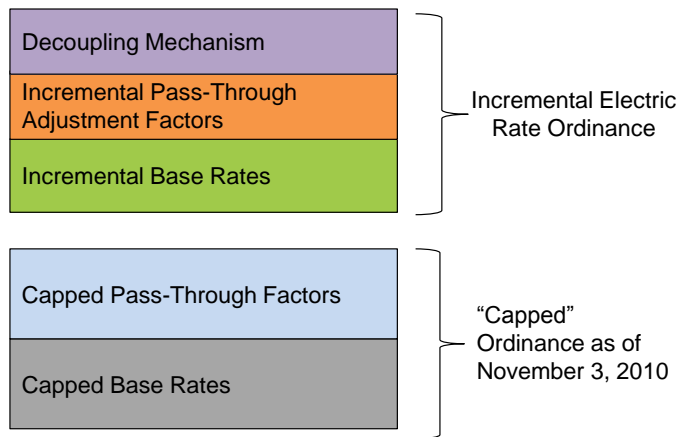 Decoupling Mechanism
Incremental Pass-Through
Adjustment Factors
Incremental Base Rates
Incremental Electric
Rate Ordinance
Capped Pass-Through Factors
Capped Base Rates
“Capped”
Ordinance as of
November 3, 2010